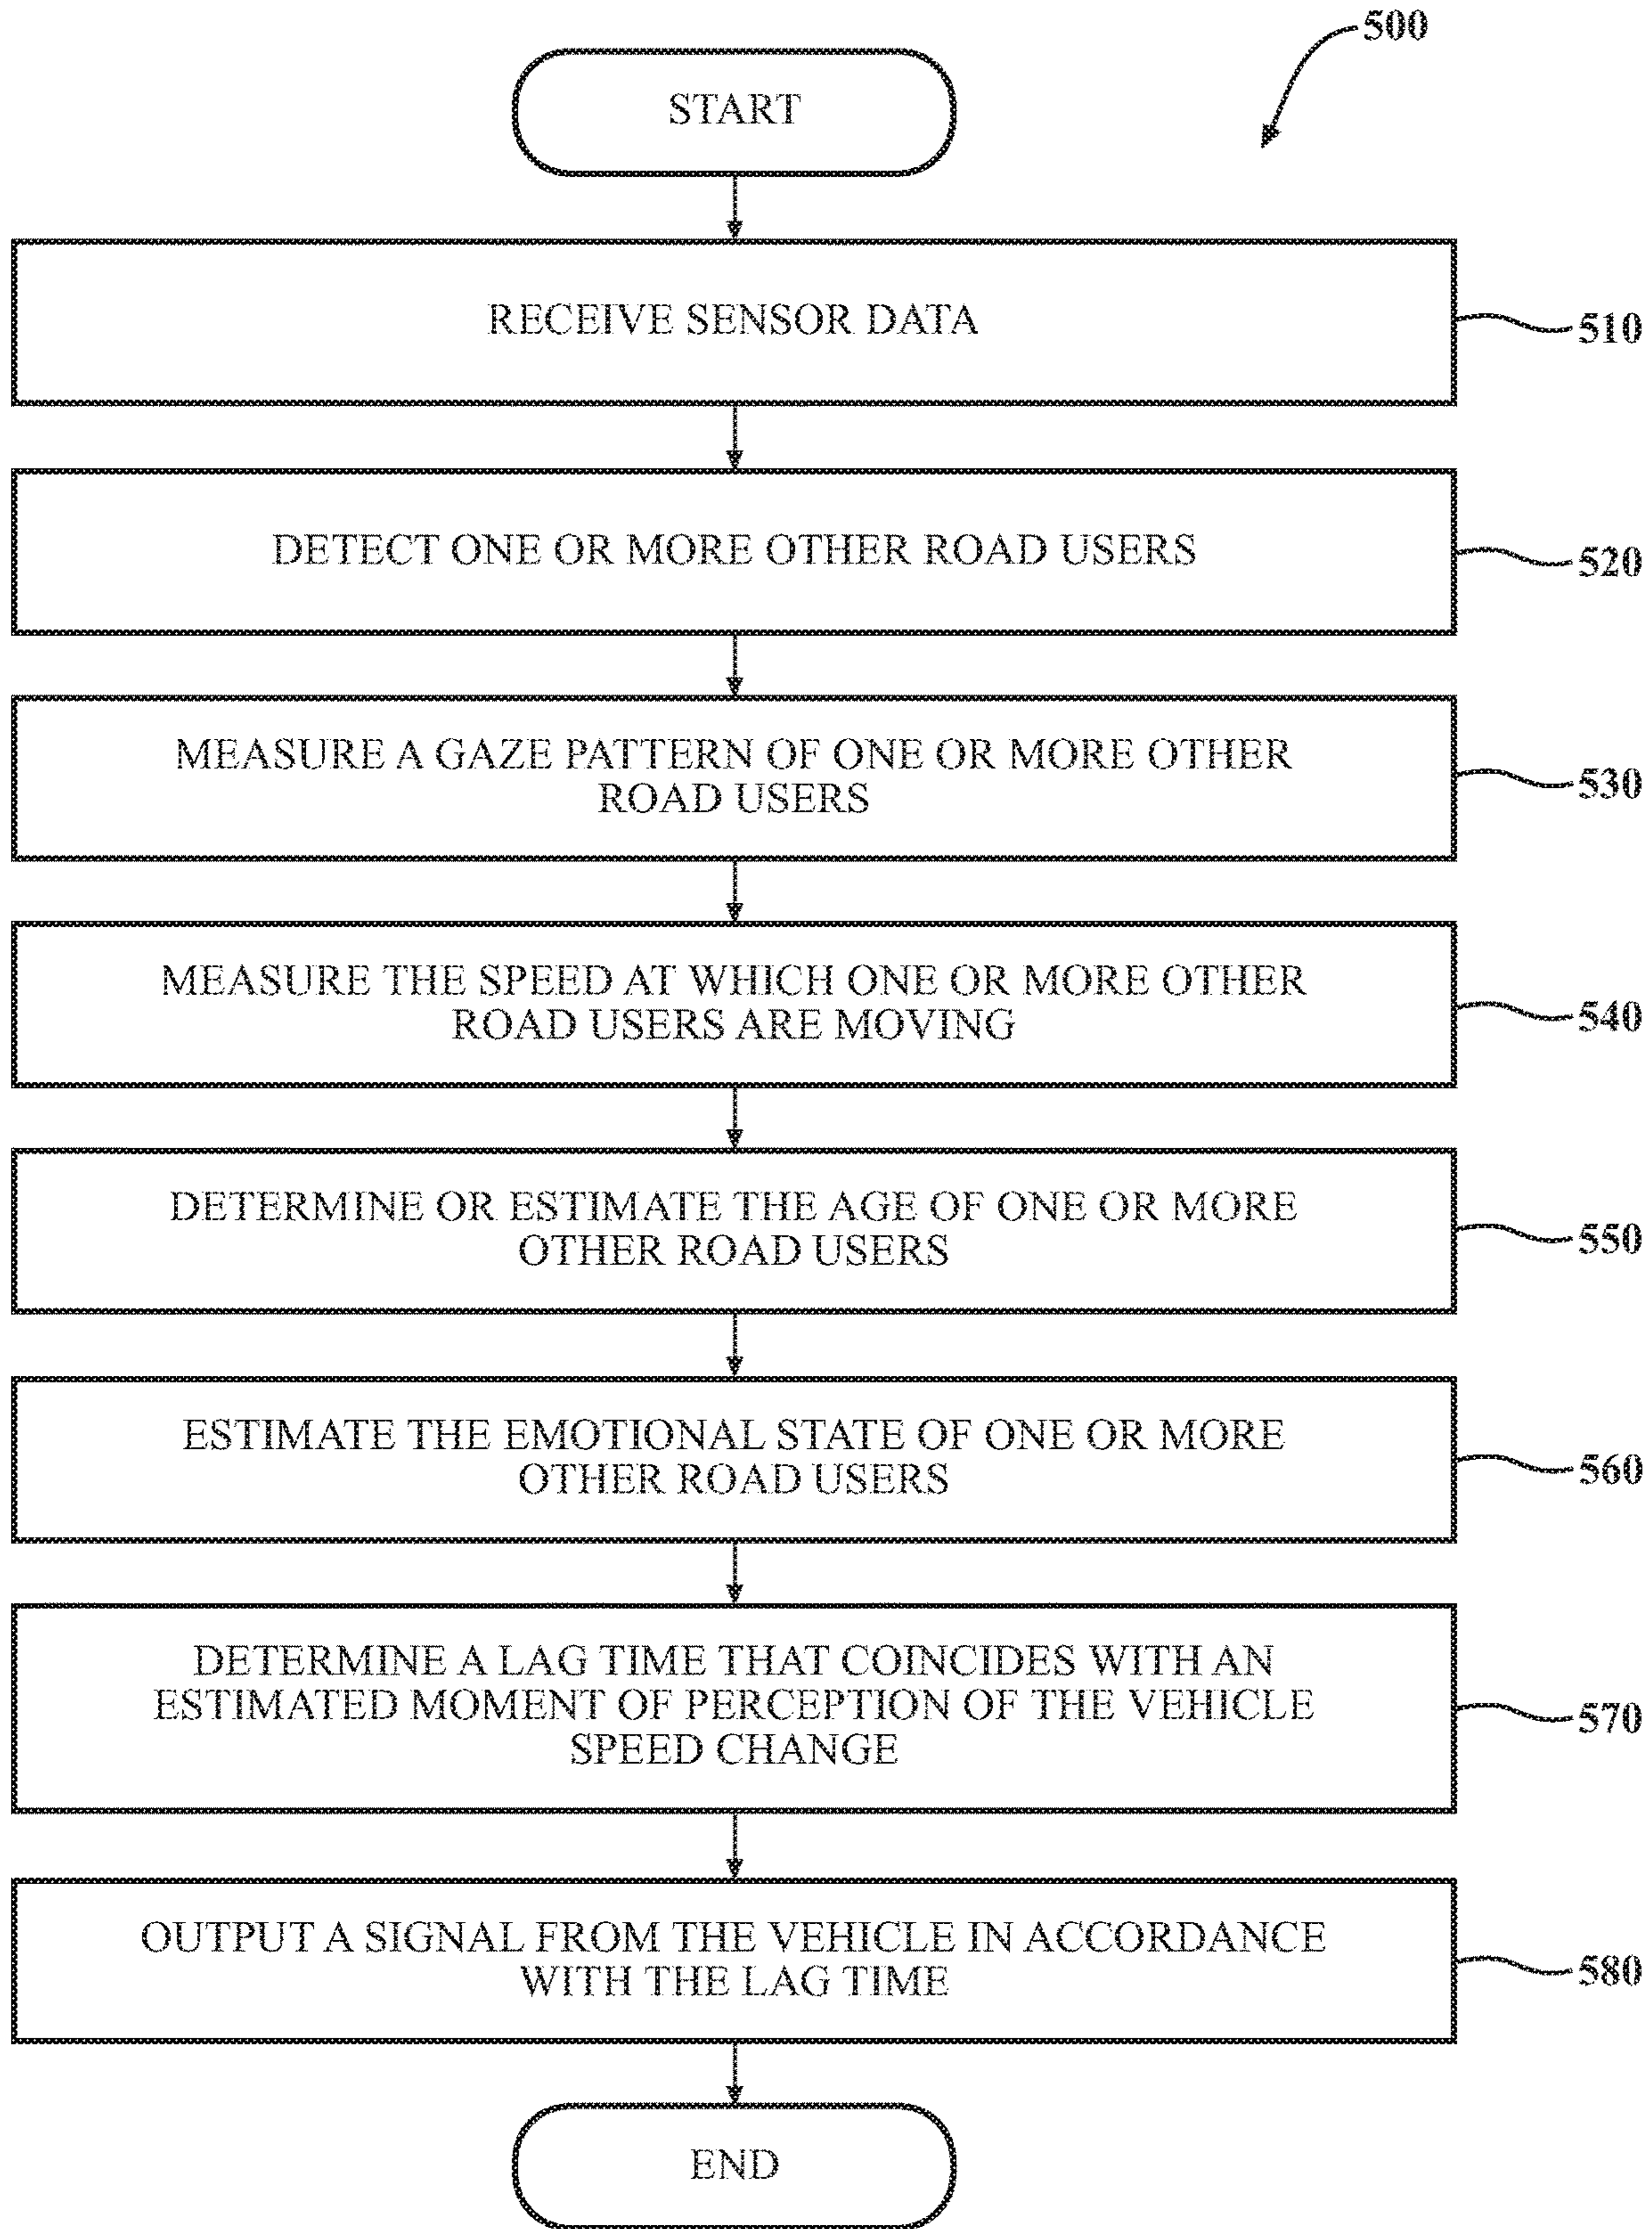 500
START
RECEIVE SENSOR DATA
510
DETECT ONE OR MORE OTHER ROAD USERS
520
MEASURE A GAZE PATTERN OF ONE OR MORE OTHER
ROAD USERS
530
MEASURE THE SPEED AT WHICH ONE OR MORE OTHER
ROAD USERS ARE MOVING
540
DETERMINE OR ESTIMATE THE AGE OF ONE OR MORE
OTHER ROAD USERS
550
ESTIMATE THE EMOTIONAL STATE OF ONE OR MORE
OTHER ROAD USERS
560
DETERMINE A LAG TIME THAT COINCIDES WITH AN
ESTIMATED MOMENT OF PERCEPTION OF THE VEHICLE
SPEED CHANGE
570
OUTPUT A SIGNAL FROM THE VEHICLE IN ACCORDANCE
WITH THE LAG TIME
580
END